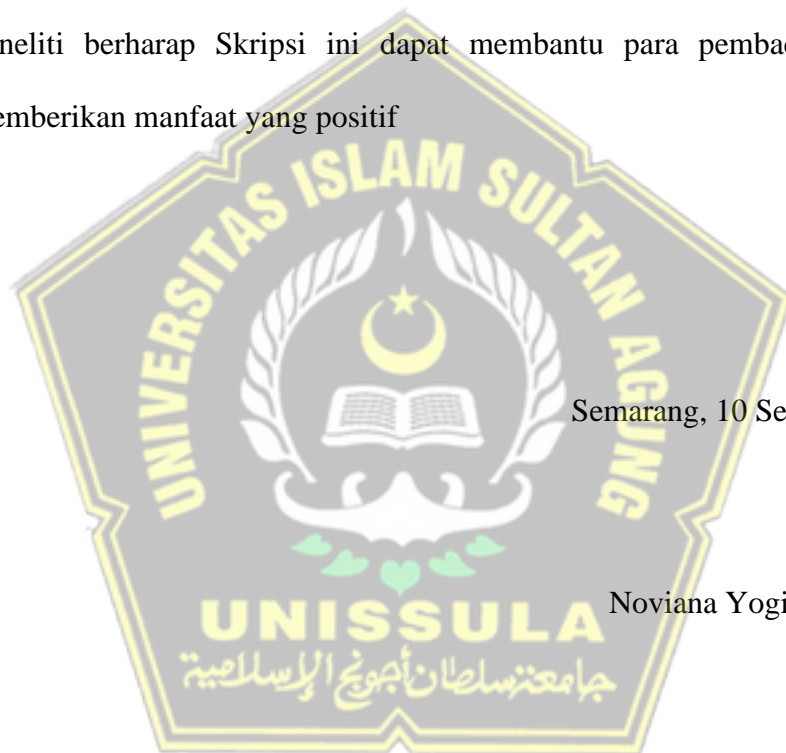 neliti berharap Skripsi ini dapat membantu para pemba
emberikan manfaat yang positif
UNIVERSITAS ISLAM SULTAN AGUNG
Semarang, 10 Se
Noviana Yogi
UNISSULA
جامعة سلطان أجونج الإسلامية